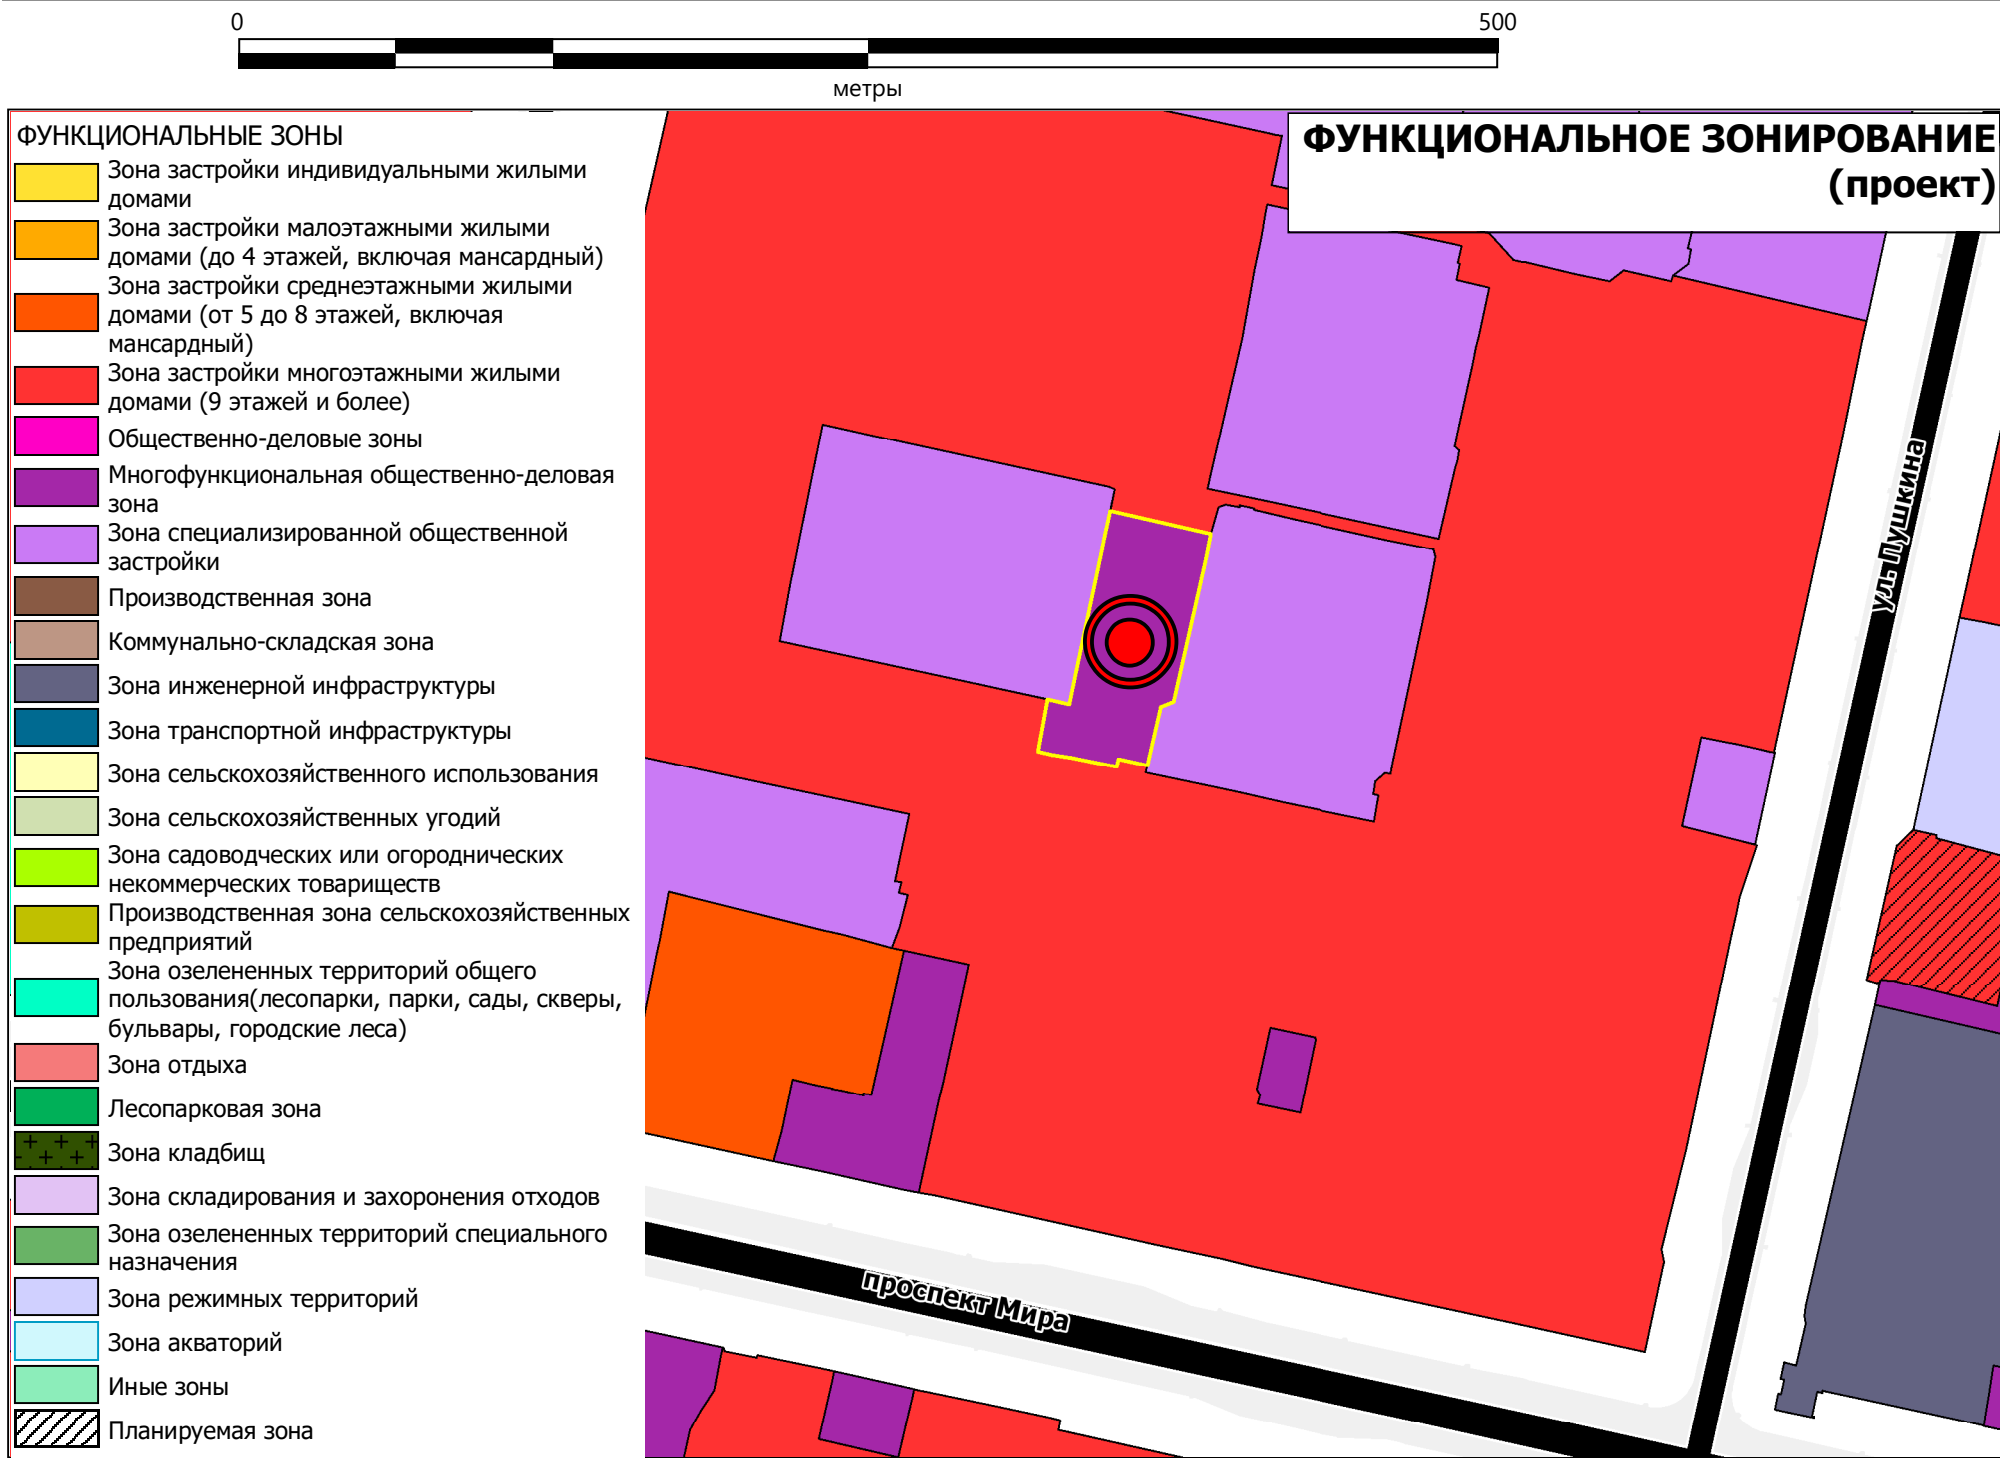 0 500
метры
ФУНКЦИОНАЛЬНОЕ ЗОНИРОВАНИЕ
(проект)
ФУНКЦИОНАЛЬНЫЕ ЗОНЫ
Зона застройки индивидуальными жилыми
домами
Зона застройки малоэтажными жилыми
домами (до 4 этажей, включая мансардный)
Зона застройки среднеэтажными жилыми
домами (от 5 до 8 этажей, включая
мансардный)
Зона застройки многоэтажными жилыми
домами (9 этажей и более)
Общественно-деловые зоны
Многофункциональная общественно-деловая
зона
Зона специализированной общественной
застройки
Производственная зона
Коммунально-складская зона
Зона инженерной инфраструктуры
Зона транспортной инфраструктуры
Зона сельскохозяйственного использования
Зона сельскохозяйственных угодий
Зона садоводческих или огороднических
некоммерческих товариществ
Производственная зона сельскохозяйственных
предприятий
Зона озелененных территорий общего
пользования(лесопарки, парки, сады, скверы,
бульвары, городские леса)
Зона отдыха
Лесопарковая зона
Зона кладбищ
Зона складирования и захоронения отходов
Зона озелененных территорий специального
назначения
Зона режимных территорий
Зона акваторий
Иные зоны
Планируемая зона
ул. Пушкина
проспект Мира